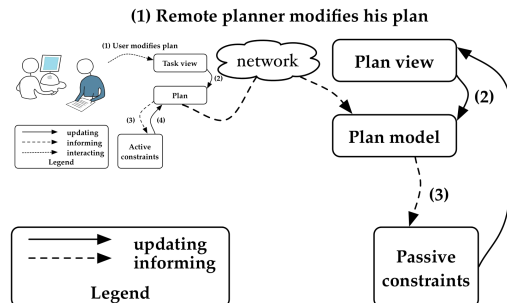 (1) Remote planner modifies his plan
(1) User modifies plan
Task view
(2)
Plan
(3)
(4)
Active
constraints
updating
informing
interacting
Legend
network
Plan view
(2)
Plan model
(3)
Passive
constraints
updating
informing
Legend